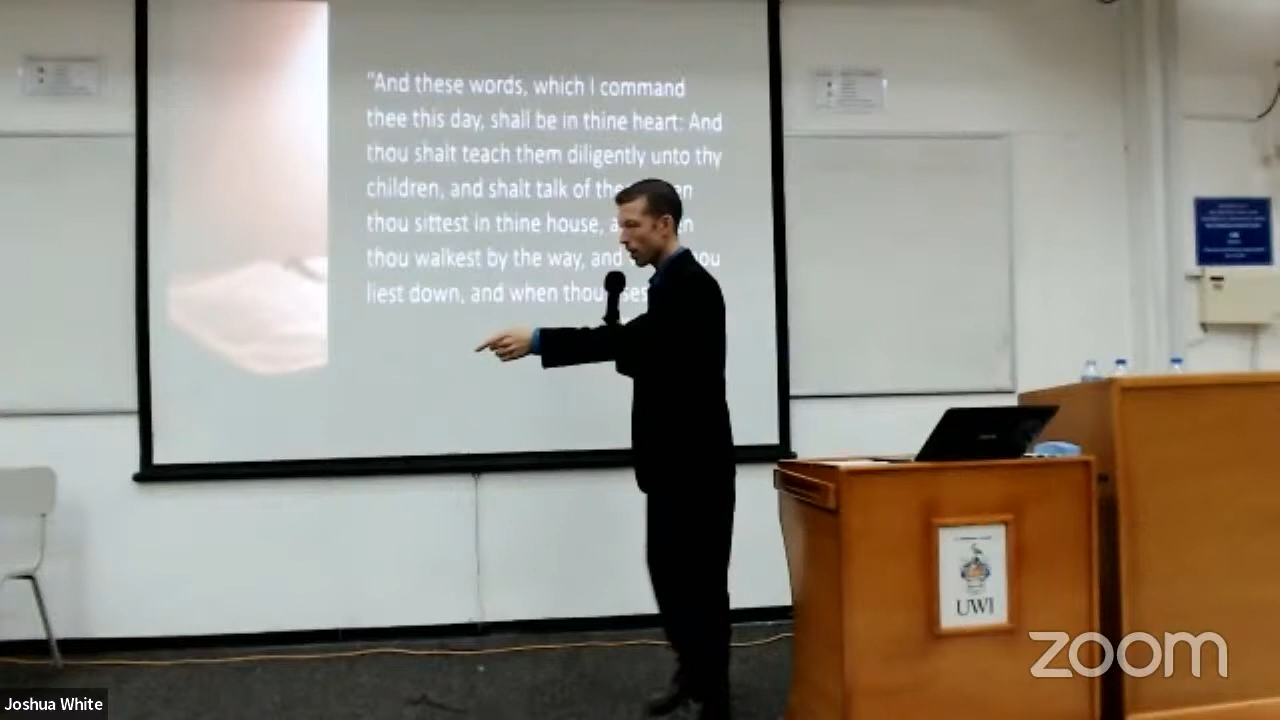 "And these words, which I command
thee this day, shall be in thine heart: And
thou shalt teach them diligently unto thy
children, and shalt talk of
thou sittest in thine house,
thou walkest by the way, and
liest down, and when thou
UWI
zoom
Joshua White